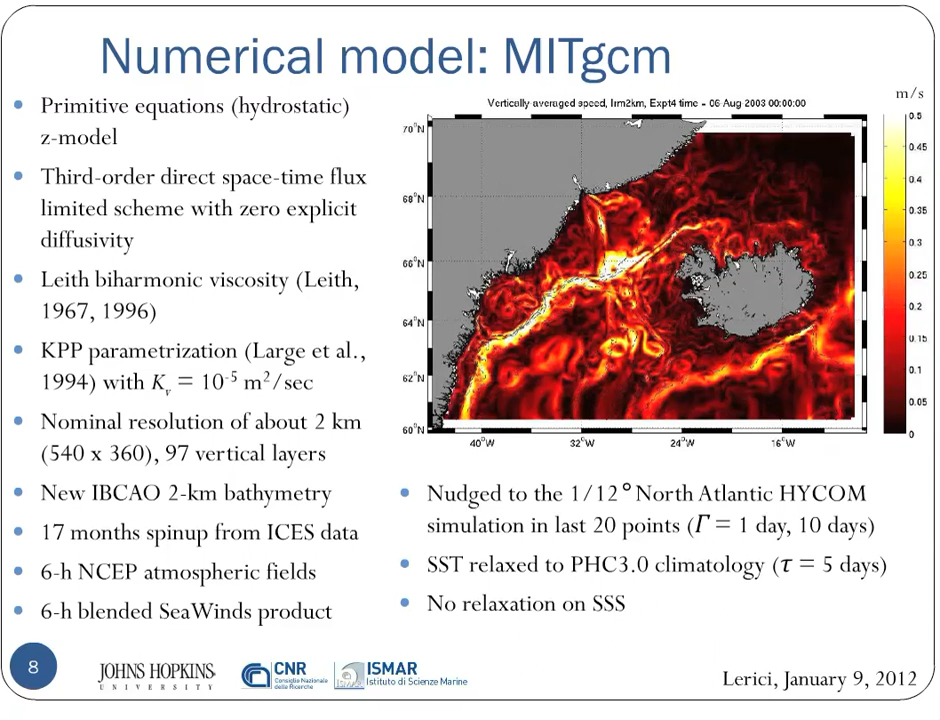 Numerical model: MITgcm
• Primitive equations (hydrostatic)
z-model
• Third-order direct space-time flux
limited scheme with zero explicit
diffusivity
• Leith biharmonic viscosity (Leith,
1967, 1996)
• KPP parametrization (Large et al.,
1994) with Kᵥ = 10⁻⁵ m²/sec
• Nominal resolution of about 2 km
(540 x 360), 97 vertical layers
• New IBCAO 2-km bathymetry
• 17 months spinup from ICES data
• 6-h NCEP atmospheric fields
• 6-h blended SeaWinds product
m/s
Vertically averaged speed, Irm2km, Expt4 time - 06-Aug-2003 00:00:00
70°N
68°N
66°N
64°N
62°N
60°N
40°W 32°W 24°W 16°W
0.5
0.45
0.4
0.35
0.3
0.25
0.2
0.15
0.1
0.05
0
• Nudged to the 1/12° North Atlantic HYCOM
simulation in last 20 points (Γ = 1 day, 10 days)
• SST relaxed to PHC3.0 climatology (τ = 5 days)
• No relaxation on SSS
8
JOHNS HOPKINS
UNIVERSITY
CNR
Consiglio Nazionale
delle Ricerche
ISMAR
ISMAR
Istituto di Scienze Marine
Lerici, January 9, 2012